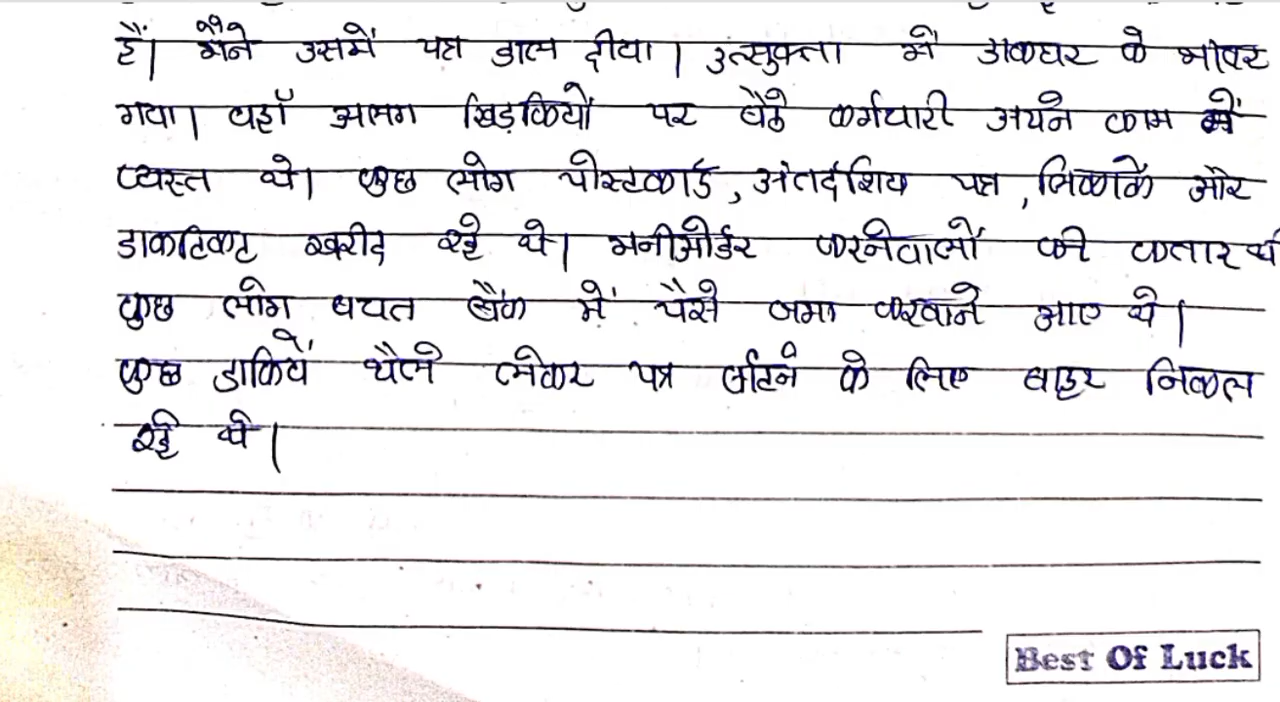 हैं। मैंने उसमें पत्र डाल दीया। उत्सुक्ता में डाकघर के भीतर
गया। वहाँ अलग खिड़कियों पर बैठे कर्मचारी अपने काम में
व्यस्त थे। कुछ लोग पोस्टकार्ड, अंतर्देशिय पत्र, लिफाफें और
डाकटिकट खरीद रहे थे। मनीऑर्डर करनेवालों की कतार थी
कुछ लोग बचत बैंक में पैसे जमा करवाने आए थे।
कुछ डाकियें थैले लेकर पत्र बाँटने के लिए बाहर निकल
रहे थे।
Best Of Luck